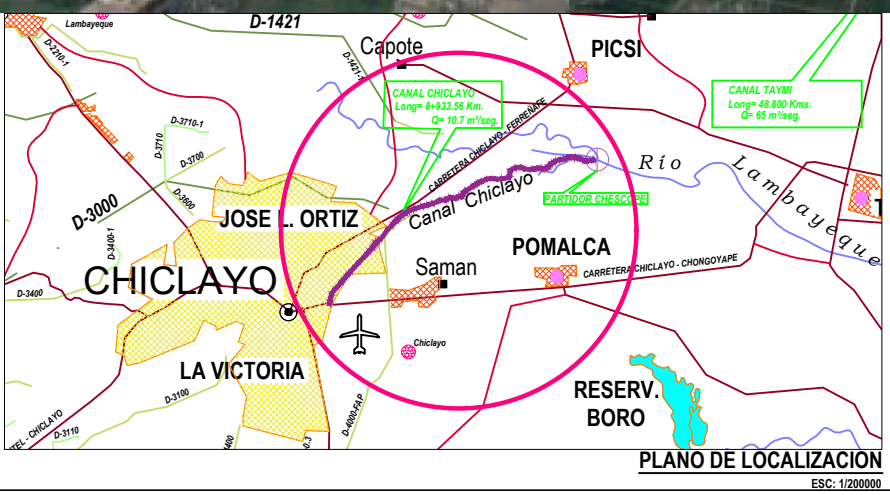 D-1421
Lambayeque
D-2210-1
Capote
PICSI
D-1421-1
CANAL CHICLAYO
Long= 8+933.56 Km.
Q= 10.7 m³/seg.
CANAL TAYMI
Long= 48.800 Kms.
Q= 65 m³/seg.
D-3710-1
D-3710
D-3700
D-3600
CARRETERA CHICLAYO - FERREÑAFE
Río Lambayeque
D-3000
JOSE L. ORTIZ
Canal Chiclayo
PARTIDOR CHESCOPE
D-3400-1
POMALCA
CHICLAYO
Saman
CARRETERA CHICLAYO - CHONGOYAPE
D-3400
Chiclayo
LA VICTORIA
D-3100
RESERV.
BORO
D-4000-FAP
TEL - CHICLAYO
D-3110
PLANO DE LOCALIZACION
ESC: 1/200000